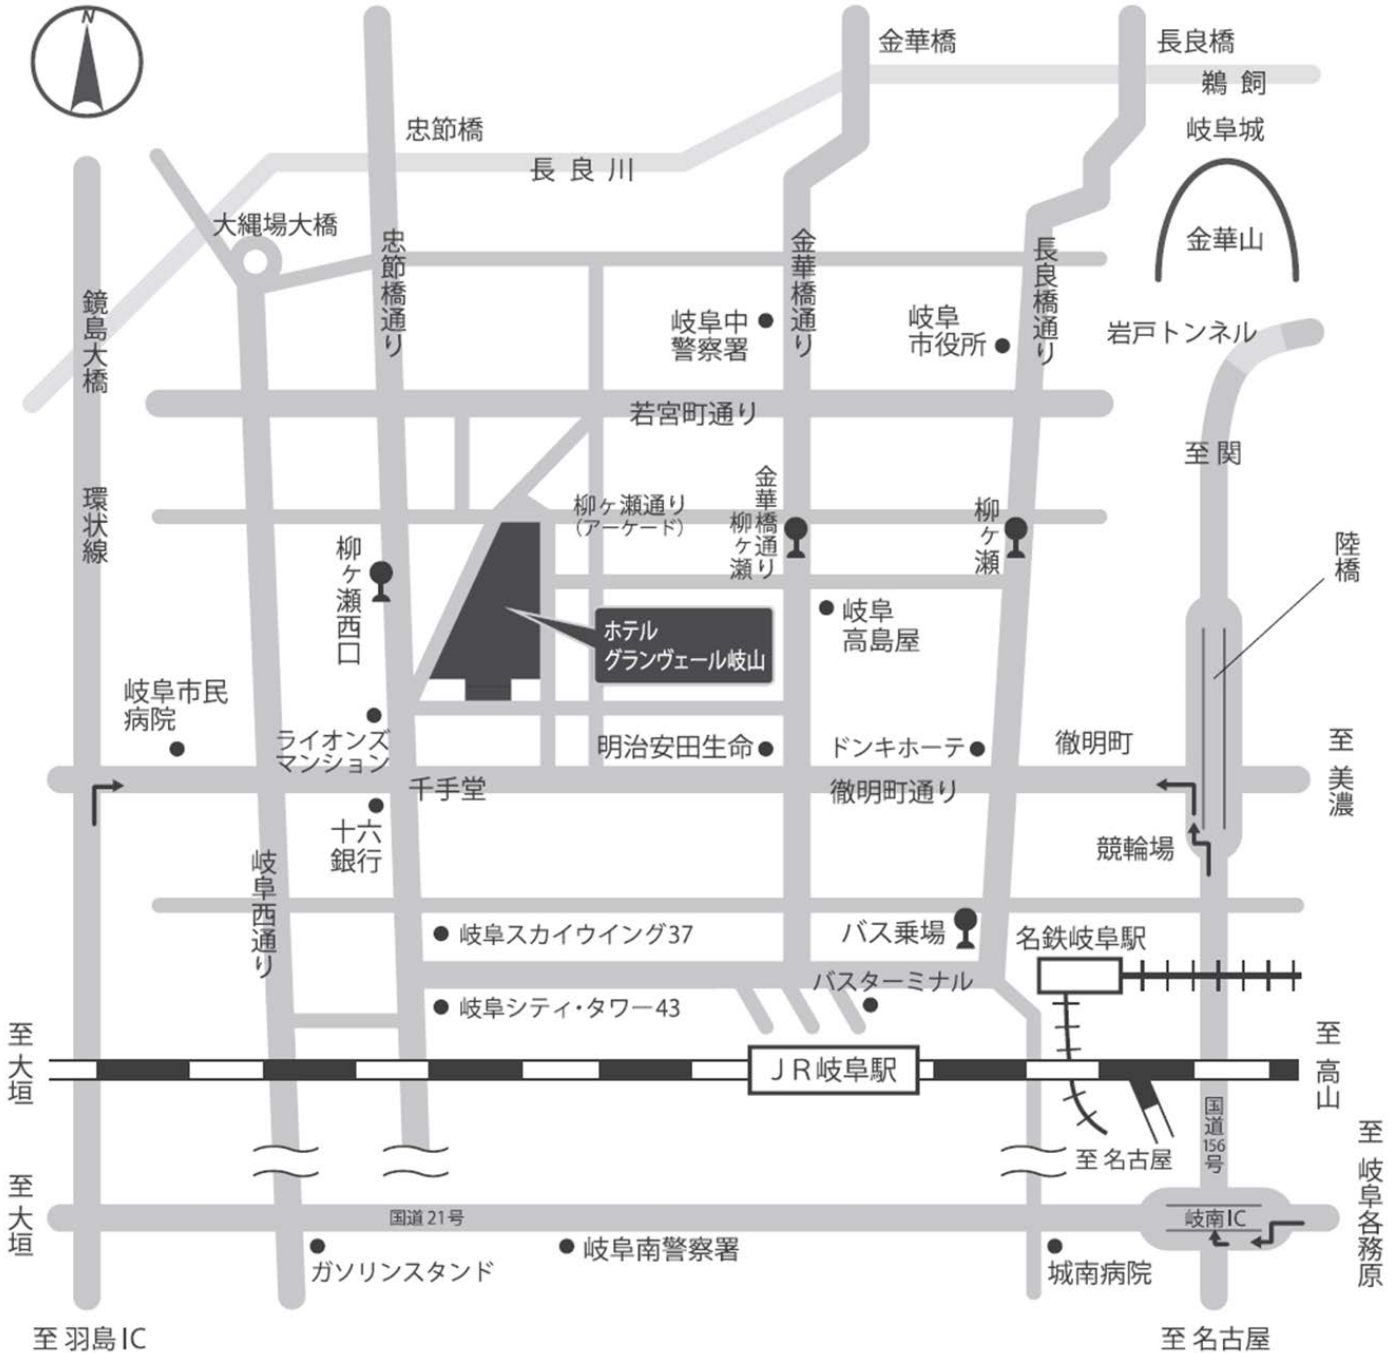 N
金華橋
長良橋
鵜飼
忠節橋
岐阜城
長良川
大縄場大橋
忠節橋通り
金華橋通り
長良橋通り
金華山
鏡島大橋
岐阜中
警察署
岐阜
市役所
岩戸トンネル
若宮町通り
至関
環状線
柳ヶ瀬通り
(アーケード)
金華橋通り
柳ヶ瀬
柳ヶ瀬
陸橋
柳ヶ瀬西口
ホテル
グランヴェール岐山
岐阜
高島屋
岐阜市民
病院
ライオンズ
マンション
明治安田生命
ドンキホーテ
徹明町
至美濃
千手堂
徹明町通り
十六
銀行
競輪場
岐阜西通り
岐阜スカイウイング37
バス乗場
名鉄岐阜駅
バスターミナル
岐阜シティ・タワー43
至大垣
JR岐阜駅
至高山
国道156号
至名古屋
至岐阜各務原
至大垣
国道21号
岐南IC
ガソリンスタンド
岐阜南警察署
城南病院
至羽島IC
至名古屋